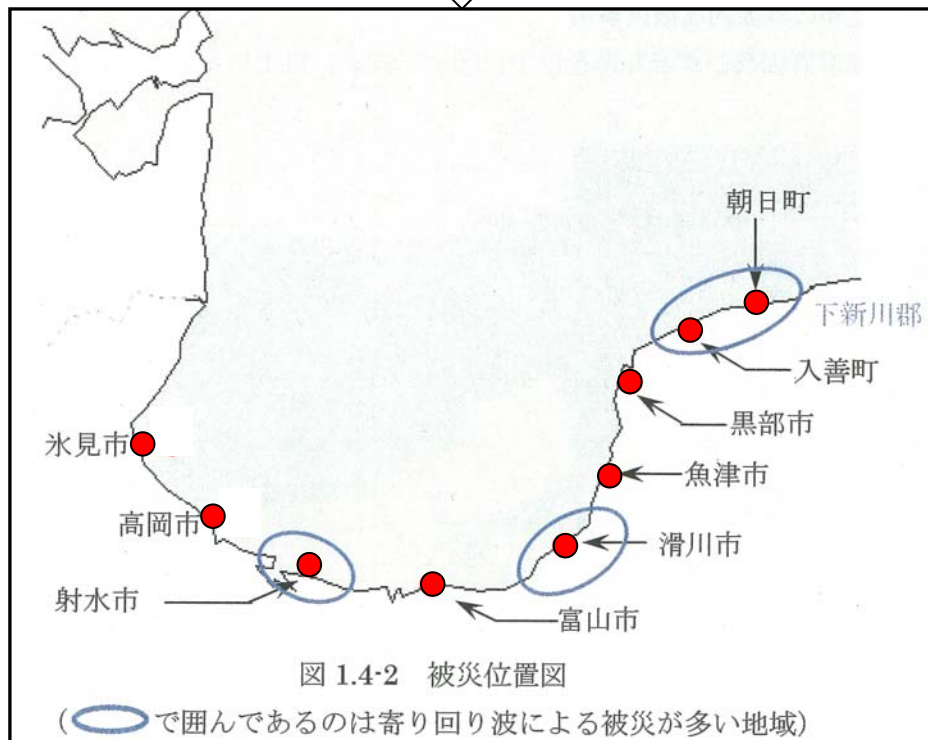 朝日町
下新川郡
入善町
黒部市
氷見市
魚津市
高岡市
滑川市
射水市
富山市
図 1.4-2 被災位置図
(で囲んであるのは寄り回り波による被災が多い地域)